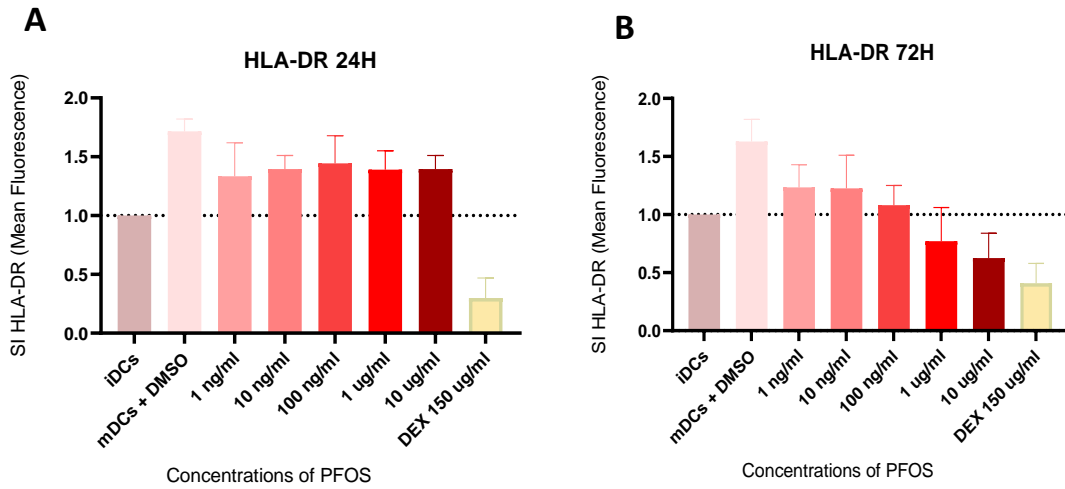 A
HLA-DR 24H
SI HLA-DR (Mean Fluorescence)
2.0
1.5
1.0
0.5
0.0
iDCs
mDCs + DMSO
1 ng/ml
10 ng/ml
100 ng/ml
1 ug/ml
10 ug/ml
DEX 150 ug/ml
Concentrations of PFOS
B
HLA-DR 72H
SI HLA-DR (Mean Fluorescence)
2.0
1.5
1.0
0.5
0.0
iDCs
mDCs + DMSO
1 ng/ml
10 ng/ml
100 ng/ml
1 ug/ml
10 ug/ml
DEX 150 ug/ml
Concentrations of PFOS